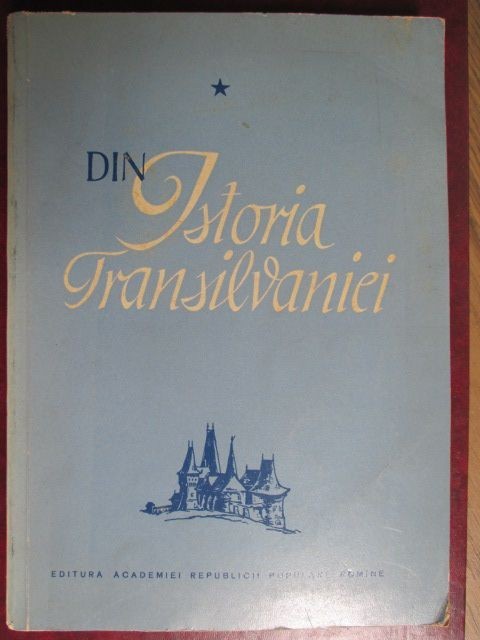 DIN
Istoria
Transilvaniei
EDITURA ACADEMIEI REPUBLICII POPULARE ROMÎNE